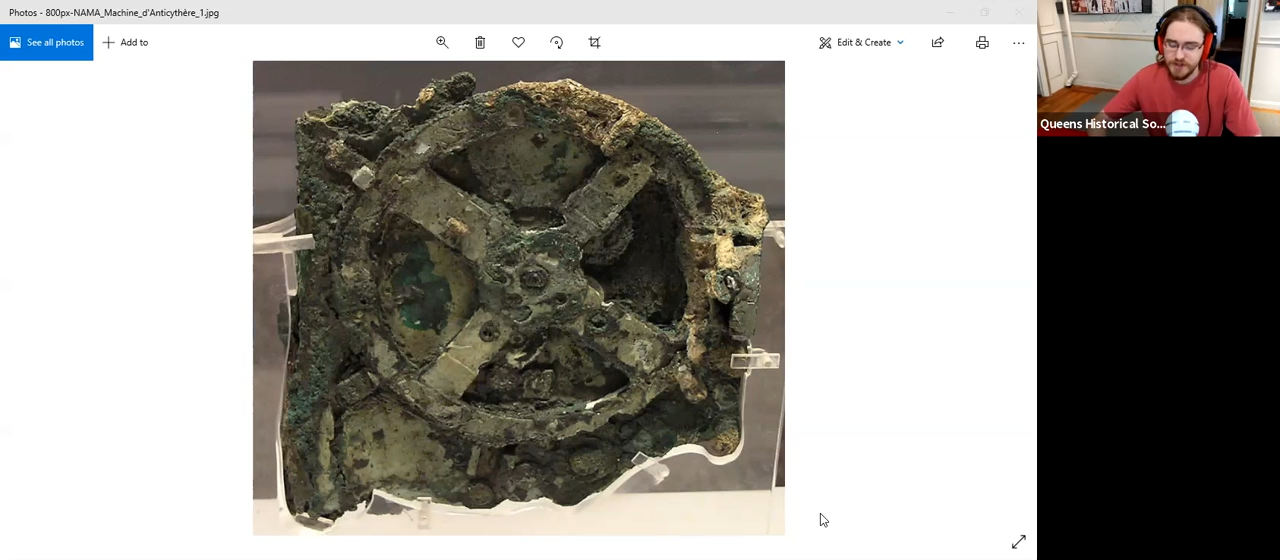 Photos - 800px-NAMA_Machine_d'Anticythère_1.jpg
See all photos
Add to
Edit & Create
Queens Historical So...